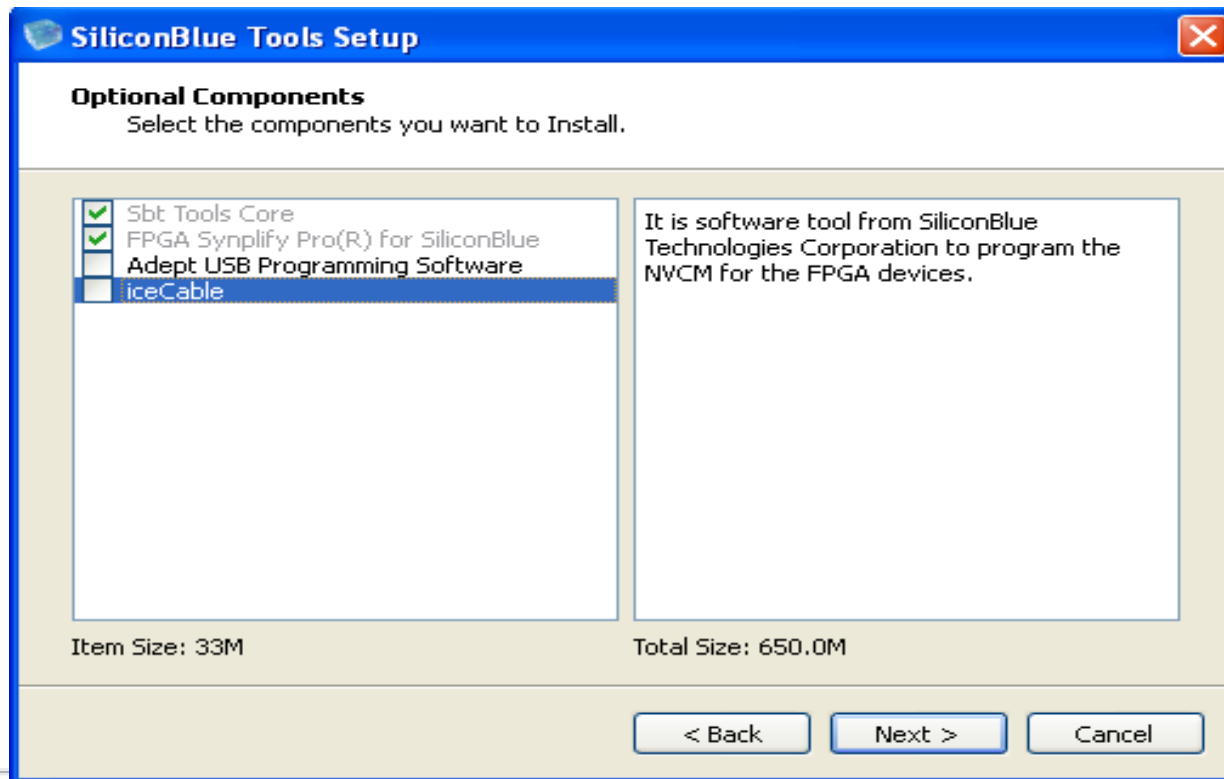 SiliconBlue Tools Setup
Optional Components
Select the components you want to Install.
Sbt Tools Core
FPGA Synplify Pro(R) for SiliconBlue
Adept USB Programming Software
iceCable
It is software tool from SiliconBlue
Technologies Corporation to program the
NVCM for the FPGA devices.
Item Size: 33M
Total Size: 650.0M
< Back
Next >
Cancel